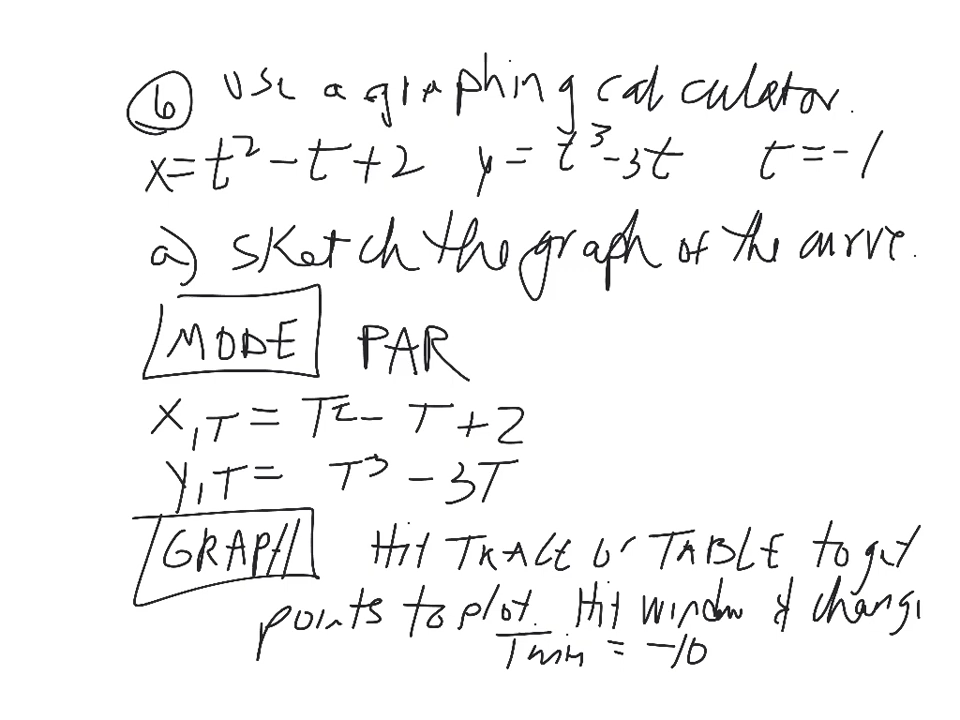 6 Use a graphing calculator.
x=t²-t+2 y=t³-3t t=-1
a) sketch the graph of the curve.
MODE PAR
X₁T= T²-T+2
Y₁T= T³-3T
GRAPH Hit TRACE or TABLE to get
points to plot. Hit window & change
Tmin = -10